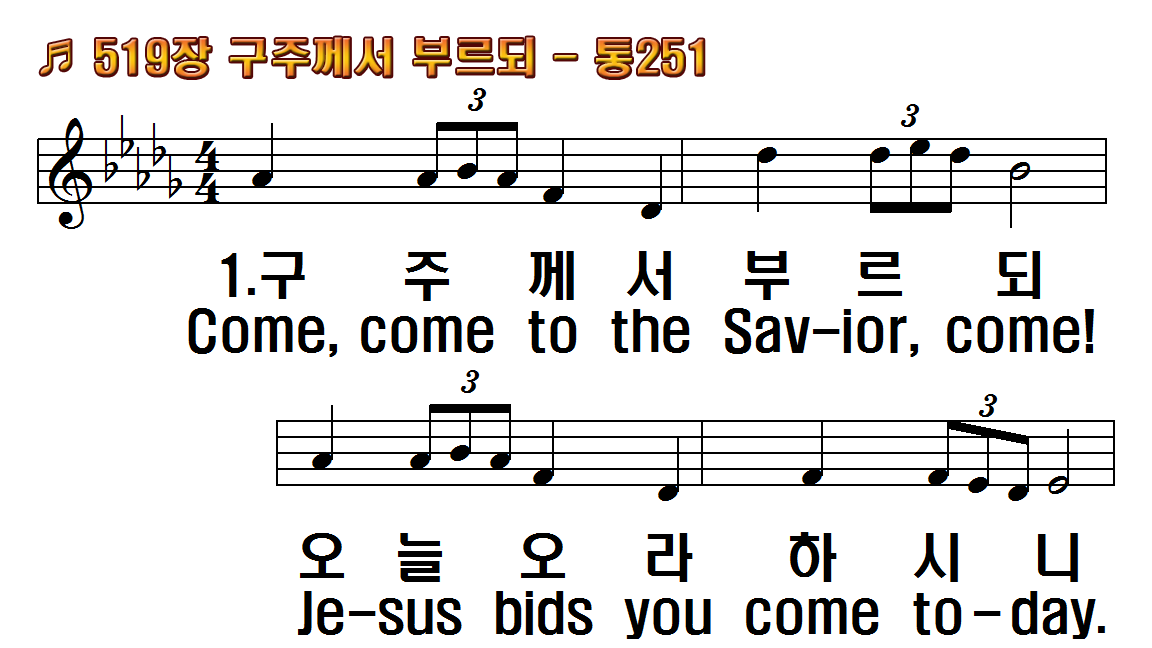 ♬ 519장 구주께서 부르되 - 통251
3 3
4
4
1.구 주 께 서 부 르 되
Come, come to the Sav-ior, come!
3 3
오 늘 오 라 하 시 니
Je-sus bids you come to-day.